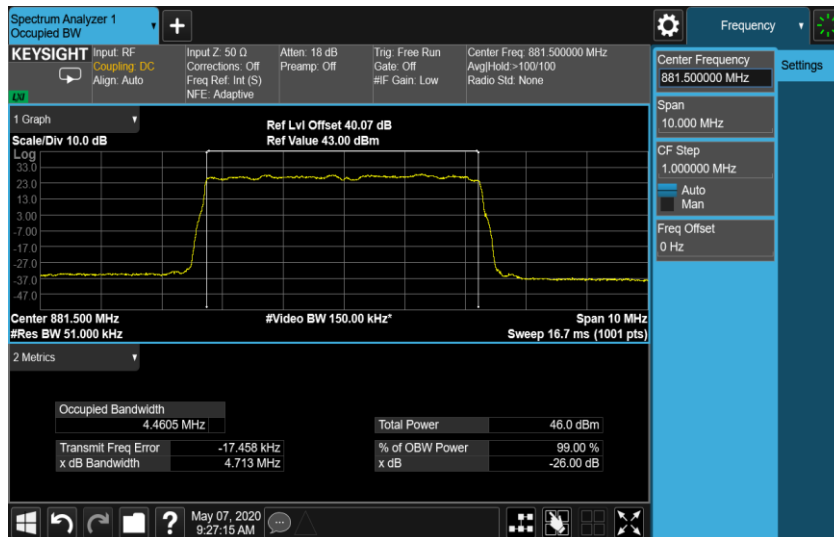 Spectrum Analyzer 1
Occupied BW
+
Frequency
KEYSIGHT
Input: RF
Coupling: DC
Align: Auto
Input Z: 50 Ω
Corrections: Off
Freq Ref: Int (S)
NFE: Adaptive
Atten: 18 dB
Preamp: Off
Trig: Free Run
Gate: Off
#IF Gain: Low
Center Freq: 881.500000 MHz
Avg|Hold:>100/100
Radio Std: None
LXI
Center Frequency
881.500000 MHz
Settings
Span
10.000 MHz
CF Step
1.000000 MHz
Auto
Man
Freq Offset
0 Hz
1 Graph
Scale/Div 10.0 dB
Ref Lvl Offset 40.07 dB
Ref Value 43.00 dBm
Log
33.0
23.0
13.0
3.00
-7.00
-17.0
-27.0
-37.0
-47.0
Center 881.500 MHz
#Video BW 150.00 kHz*
Span 10 MHz
#Res BW 51.000 kHz
Sweep 16.7 ms (1001 pts)
2 Metrics
Occupied Bandwidth
4.4605 MHz
Total Power 46.0 dBm
Transmit Freq Error -17.458 kHz
% of OBW Power 99.00 %
x dB Bandwidth 4.713 MHz
x dB -26.00 dB
?
May 07, 2020
9:27:15 AM